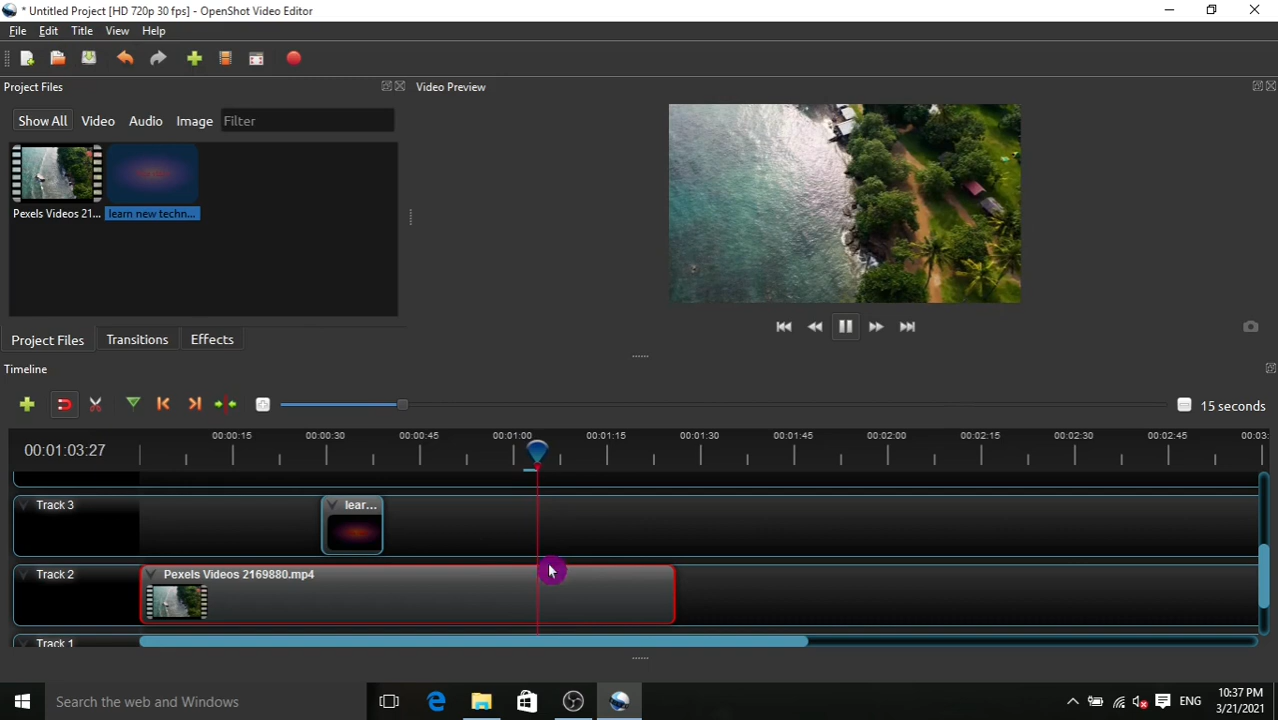 * Untitled Project [HD 720p 30 fps] - OpenShot Video Editor
File Edit Title View Help
Project Files
Video Preview
Show All Video Audio Image Filter
Pexels Videos 21... learn new techn...
Project Files Transitions Effects
Timeline
15 seconds
00:01:03:27
00:00:15 00:00:30 00:00:45 00:01:00 00:01:15 00:01:30 00:01:45 00:02:00 00:02:15 00:02:30 00:02:45 00:03:
Track 3
lear...
Track 2
Pexels Videos 2169880.mp4
Track 1
Search the web and Windows
ENG
10:37 PM
3/21/2021